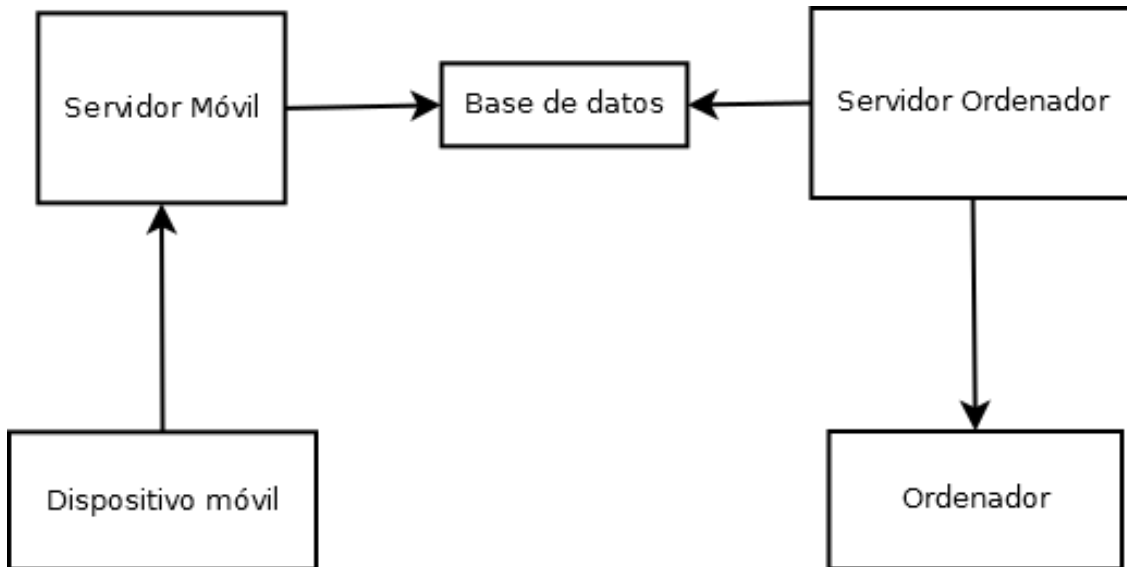 Servidor Móvil
Base de datos
Servidor Ordenador
Dispositivo móvil
Ordenador